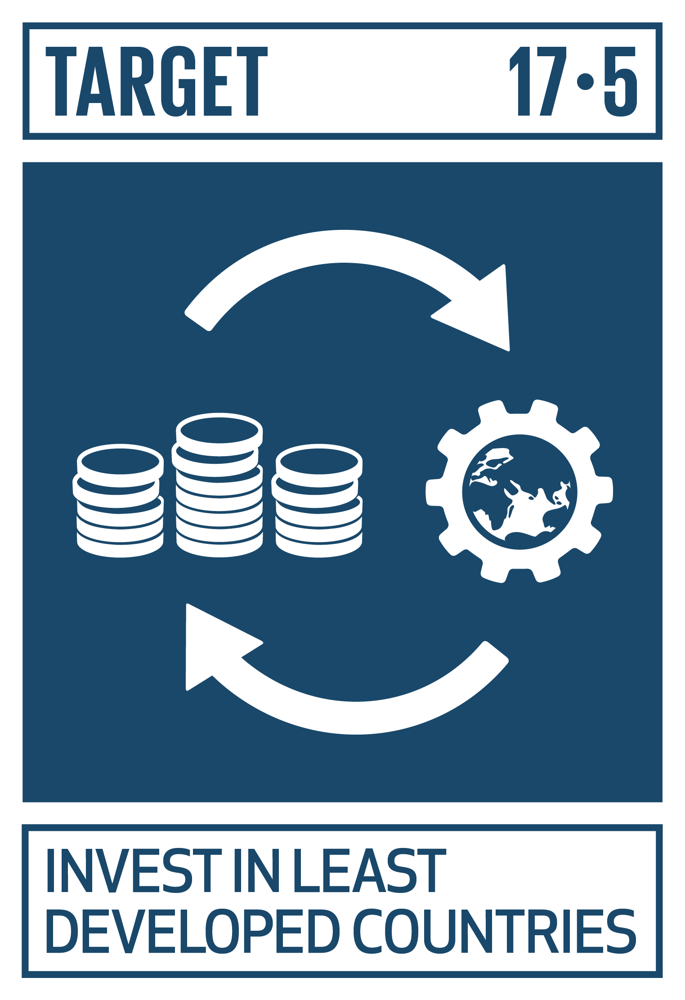 TARGET 17·5
INVEST IN LEAST
DEVELOPED COUNTRIES